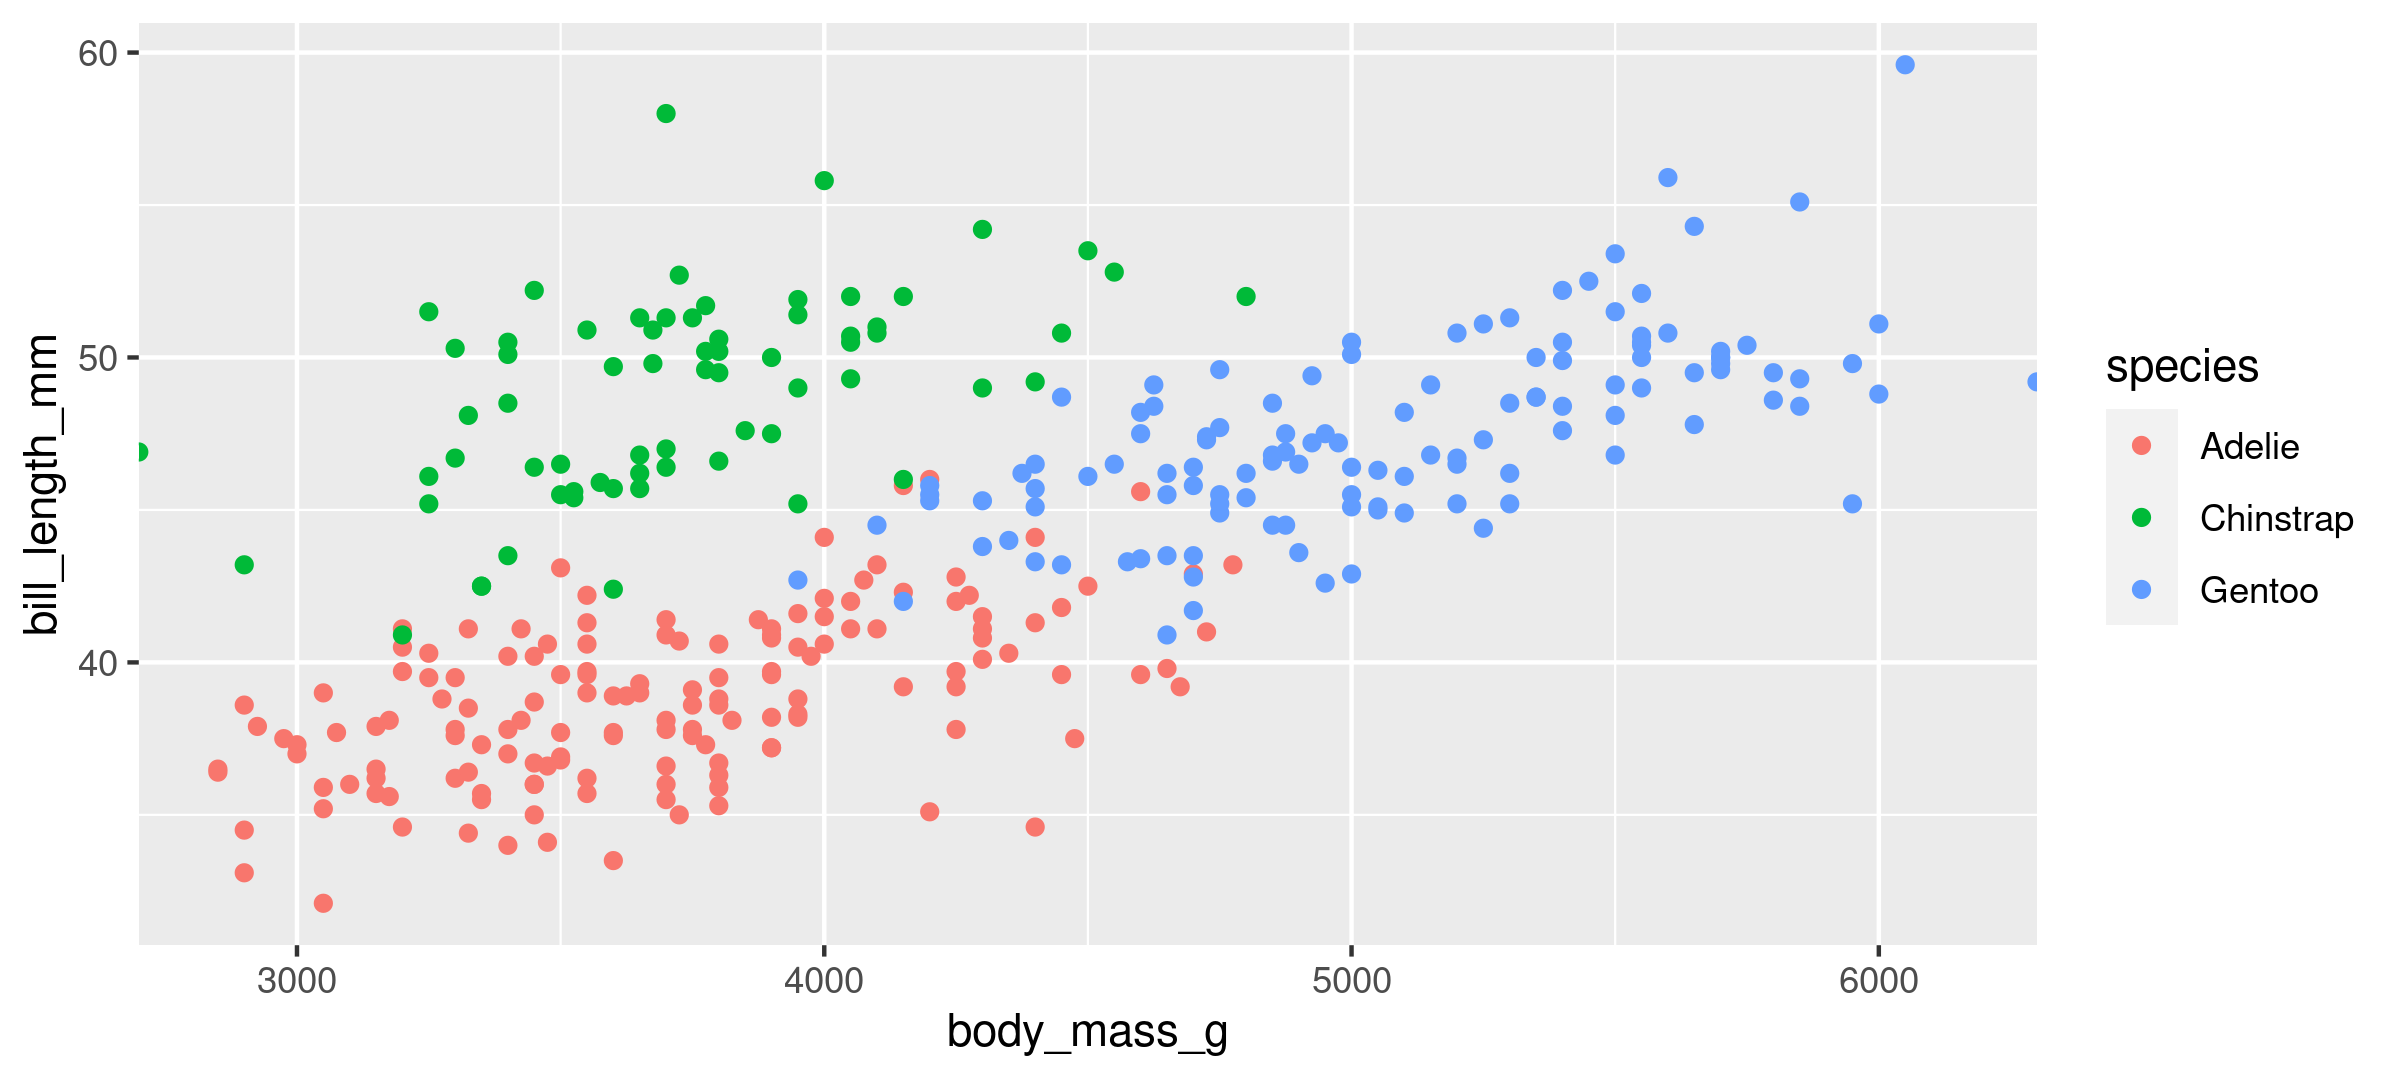 60
50
40
bill_length_mm
3000 4000 5000 6000
body_mass_g
species
Adelie
Chinstrap
Gentoo